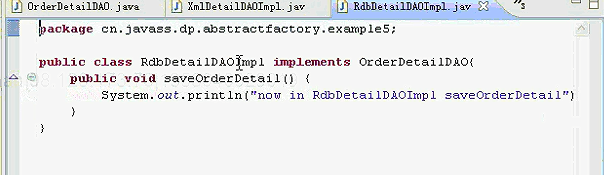 OrderDetailDAO.java XmlDetailDAOImpl.jav RdbDetailDAOImpl.jav
package cn.javass.dp.abstractfactory.example5;
public class RdbDetailDAOImpl implements OrderDetailDAO{
public void saveOrderDetail() {
System.out.println("now in RdbDetailDAOImpl saveOrderDetail")
}
}